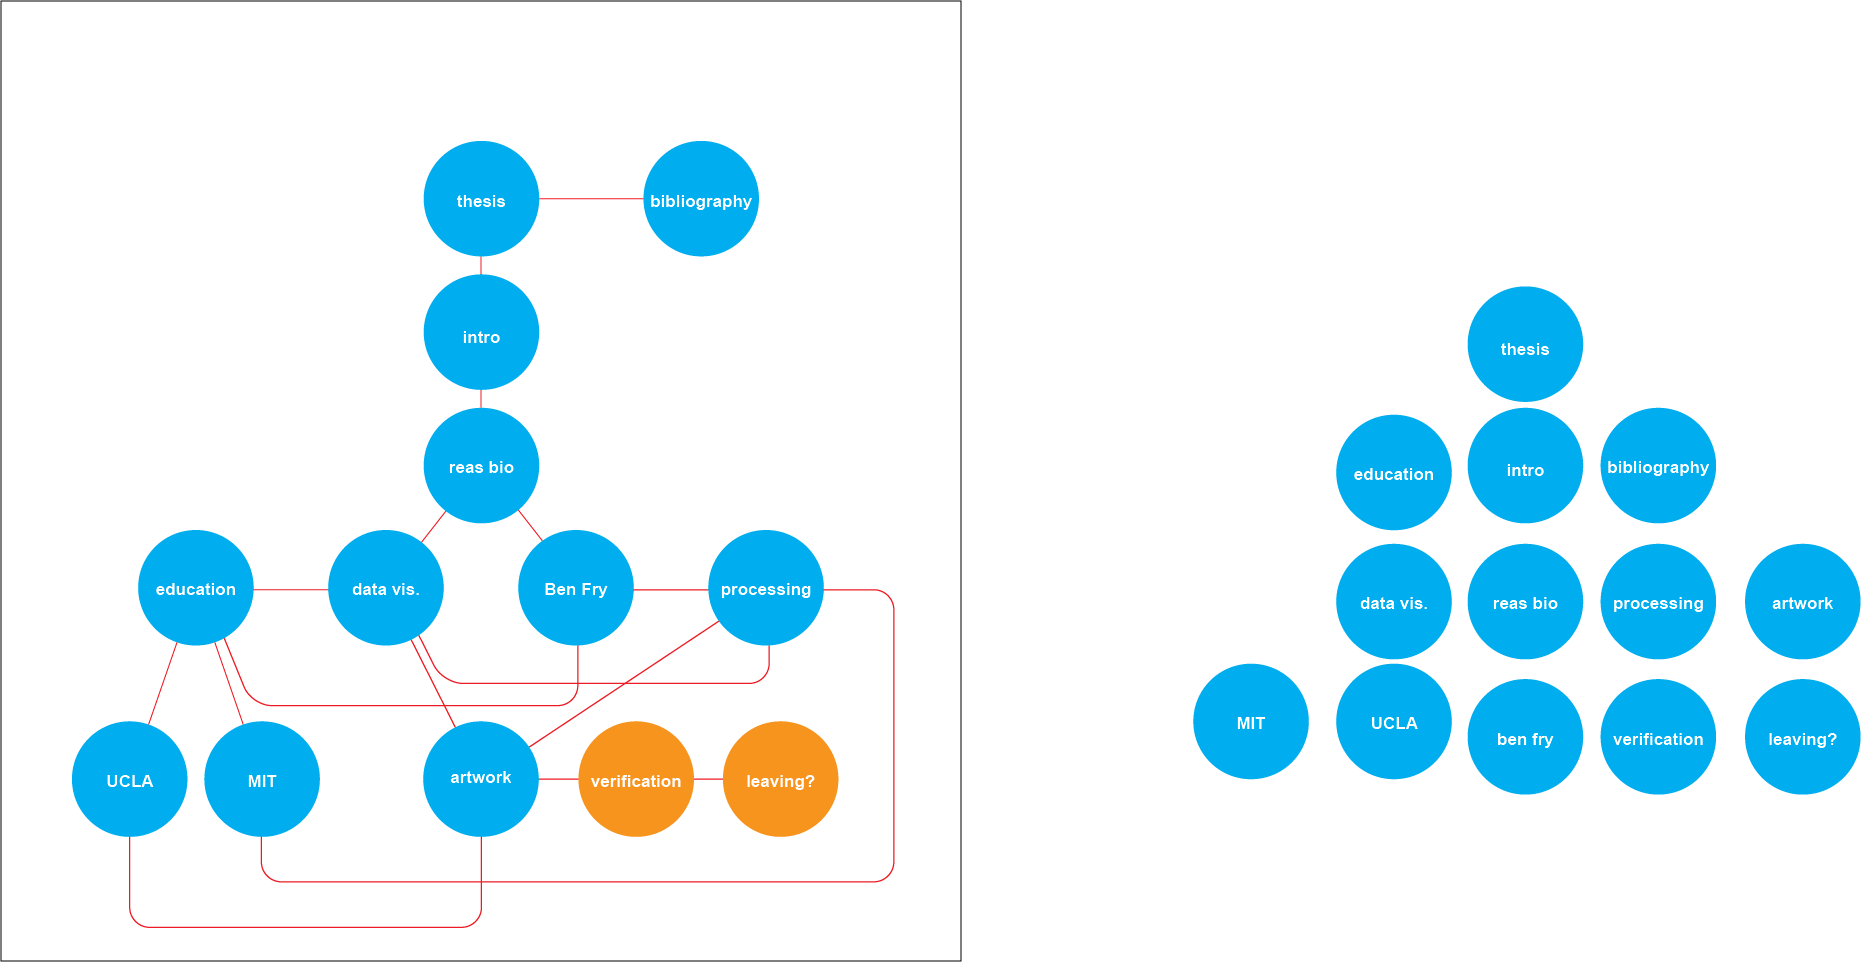 thesis
bibliography
intro
reas bio
education
data vis.
Ben Fry
processing
UCLA
MIT
artwork
verification
leaving?
thesis
education
intro
bibliography
data vis.
reas bio
processing
artwork
MIT
UCLA
ben fry
verification
leaving?